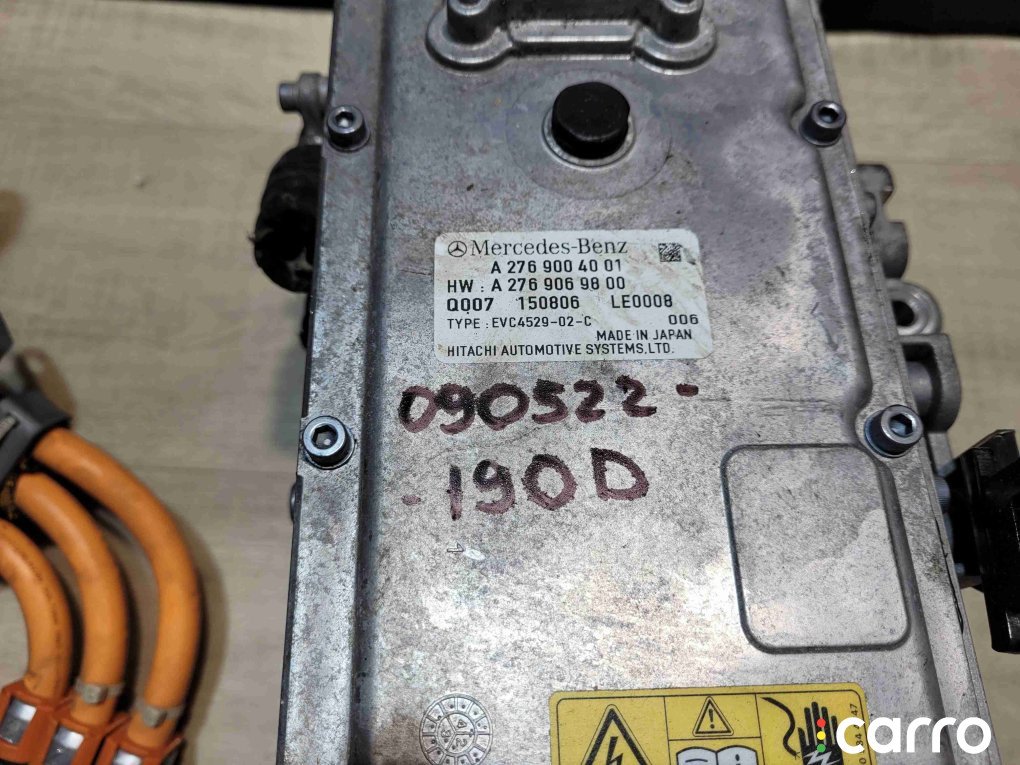 Mercedes-Benz
A 276 900 40 01
HW : A 276 906 98 00
QQ07 150806 LE0008
TYPE : EVC4529-02-C 006
MADE IN JAPAN
HITACHI AUTOMOTIVE SYSTEMS,LTD.
090522-
-190D
carro